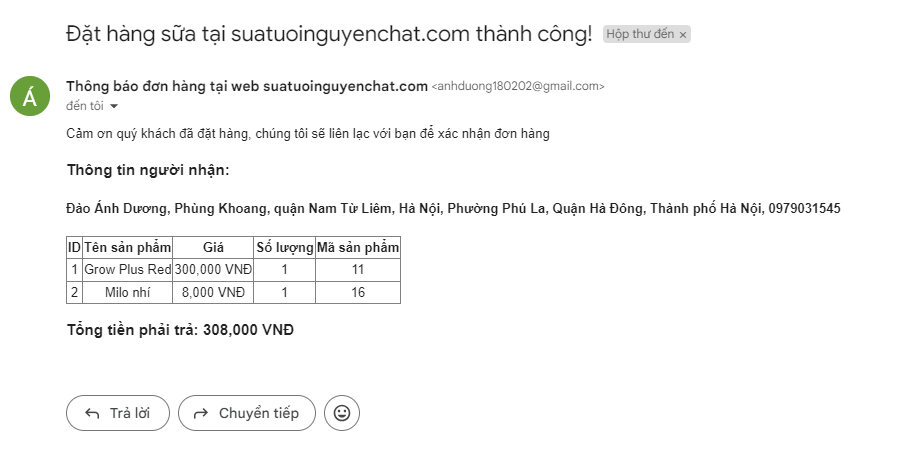 Đặt hàng sữa tại suatuoinguyenchat.com thành công! Hộp thư đến ×
Á
Thông báo đơn hàng tại web suatuoinguyenchat.com <anhduong180202@gmail.com>
đến tôi
Cảm ơn quý khách đã đặt hàng, chúng tôi sẽ liên lạc với bạn để xác nhận đơn hàng
Thông tin người nhận:
Đào Ánh Dương, Phùng Khoang, quận Nam Từ Liêm, Hà Nội, Phường Phú La, Quận Hà Đông, Thành phố Hà Nội, 0979031545
ID Tên sản phẩm Giá Số lượng Mã sản phẩm
1 Grow Plus Red 300,000 VNĐ 1 11
2 Milo nhí 8,000 VNĐ 1 16
Tổng tiền phải trả: 308,000 VNĐ
Trả lời Chuyển tiếp